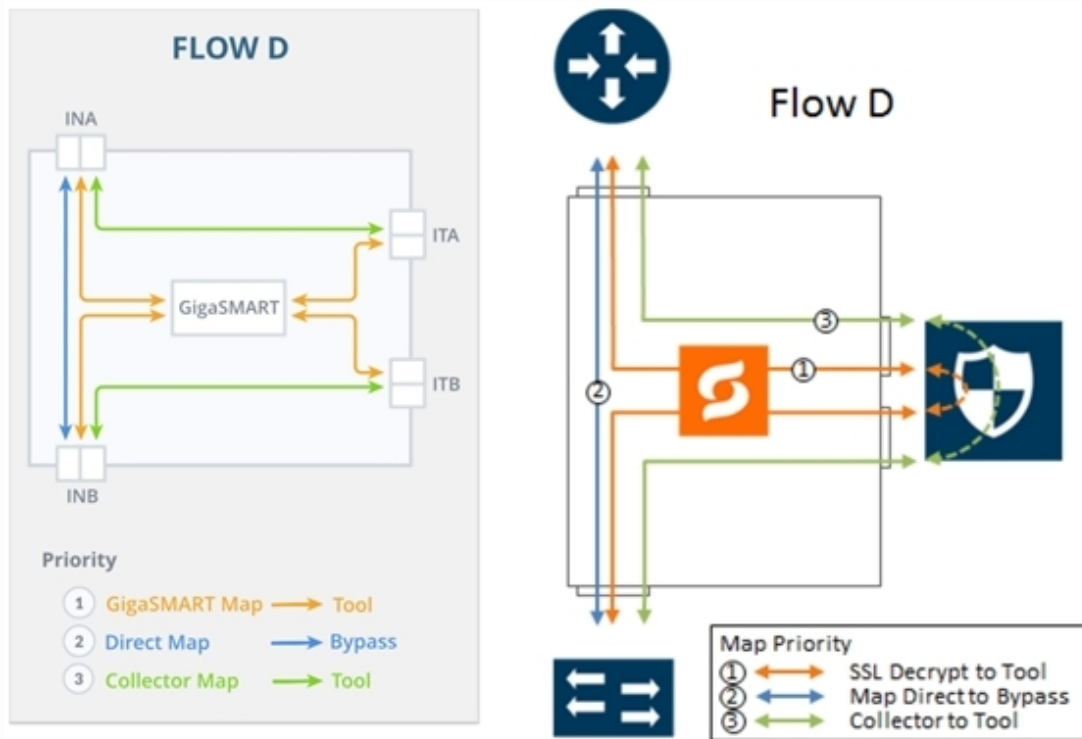 FLOW D
INA
ITA
GigaSMART
ITB
INB
Priority
1 GigaSMART Map Tool
2 Direct Map Bypass
3 Collector Map Tool
Flow D
3
1
2
Map Priority
1 SSL Decrypt to Tool
2 Map Direct to Bypass
3 Collector to Tool